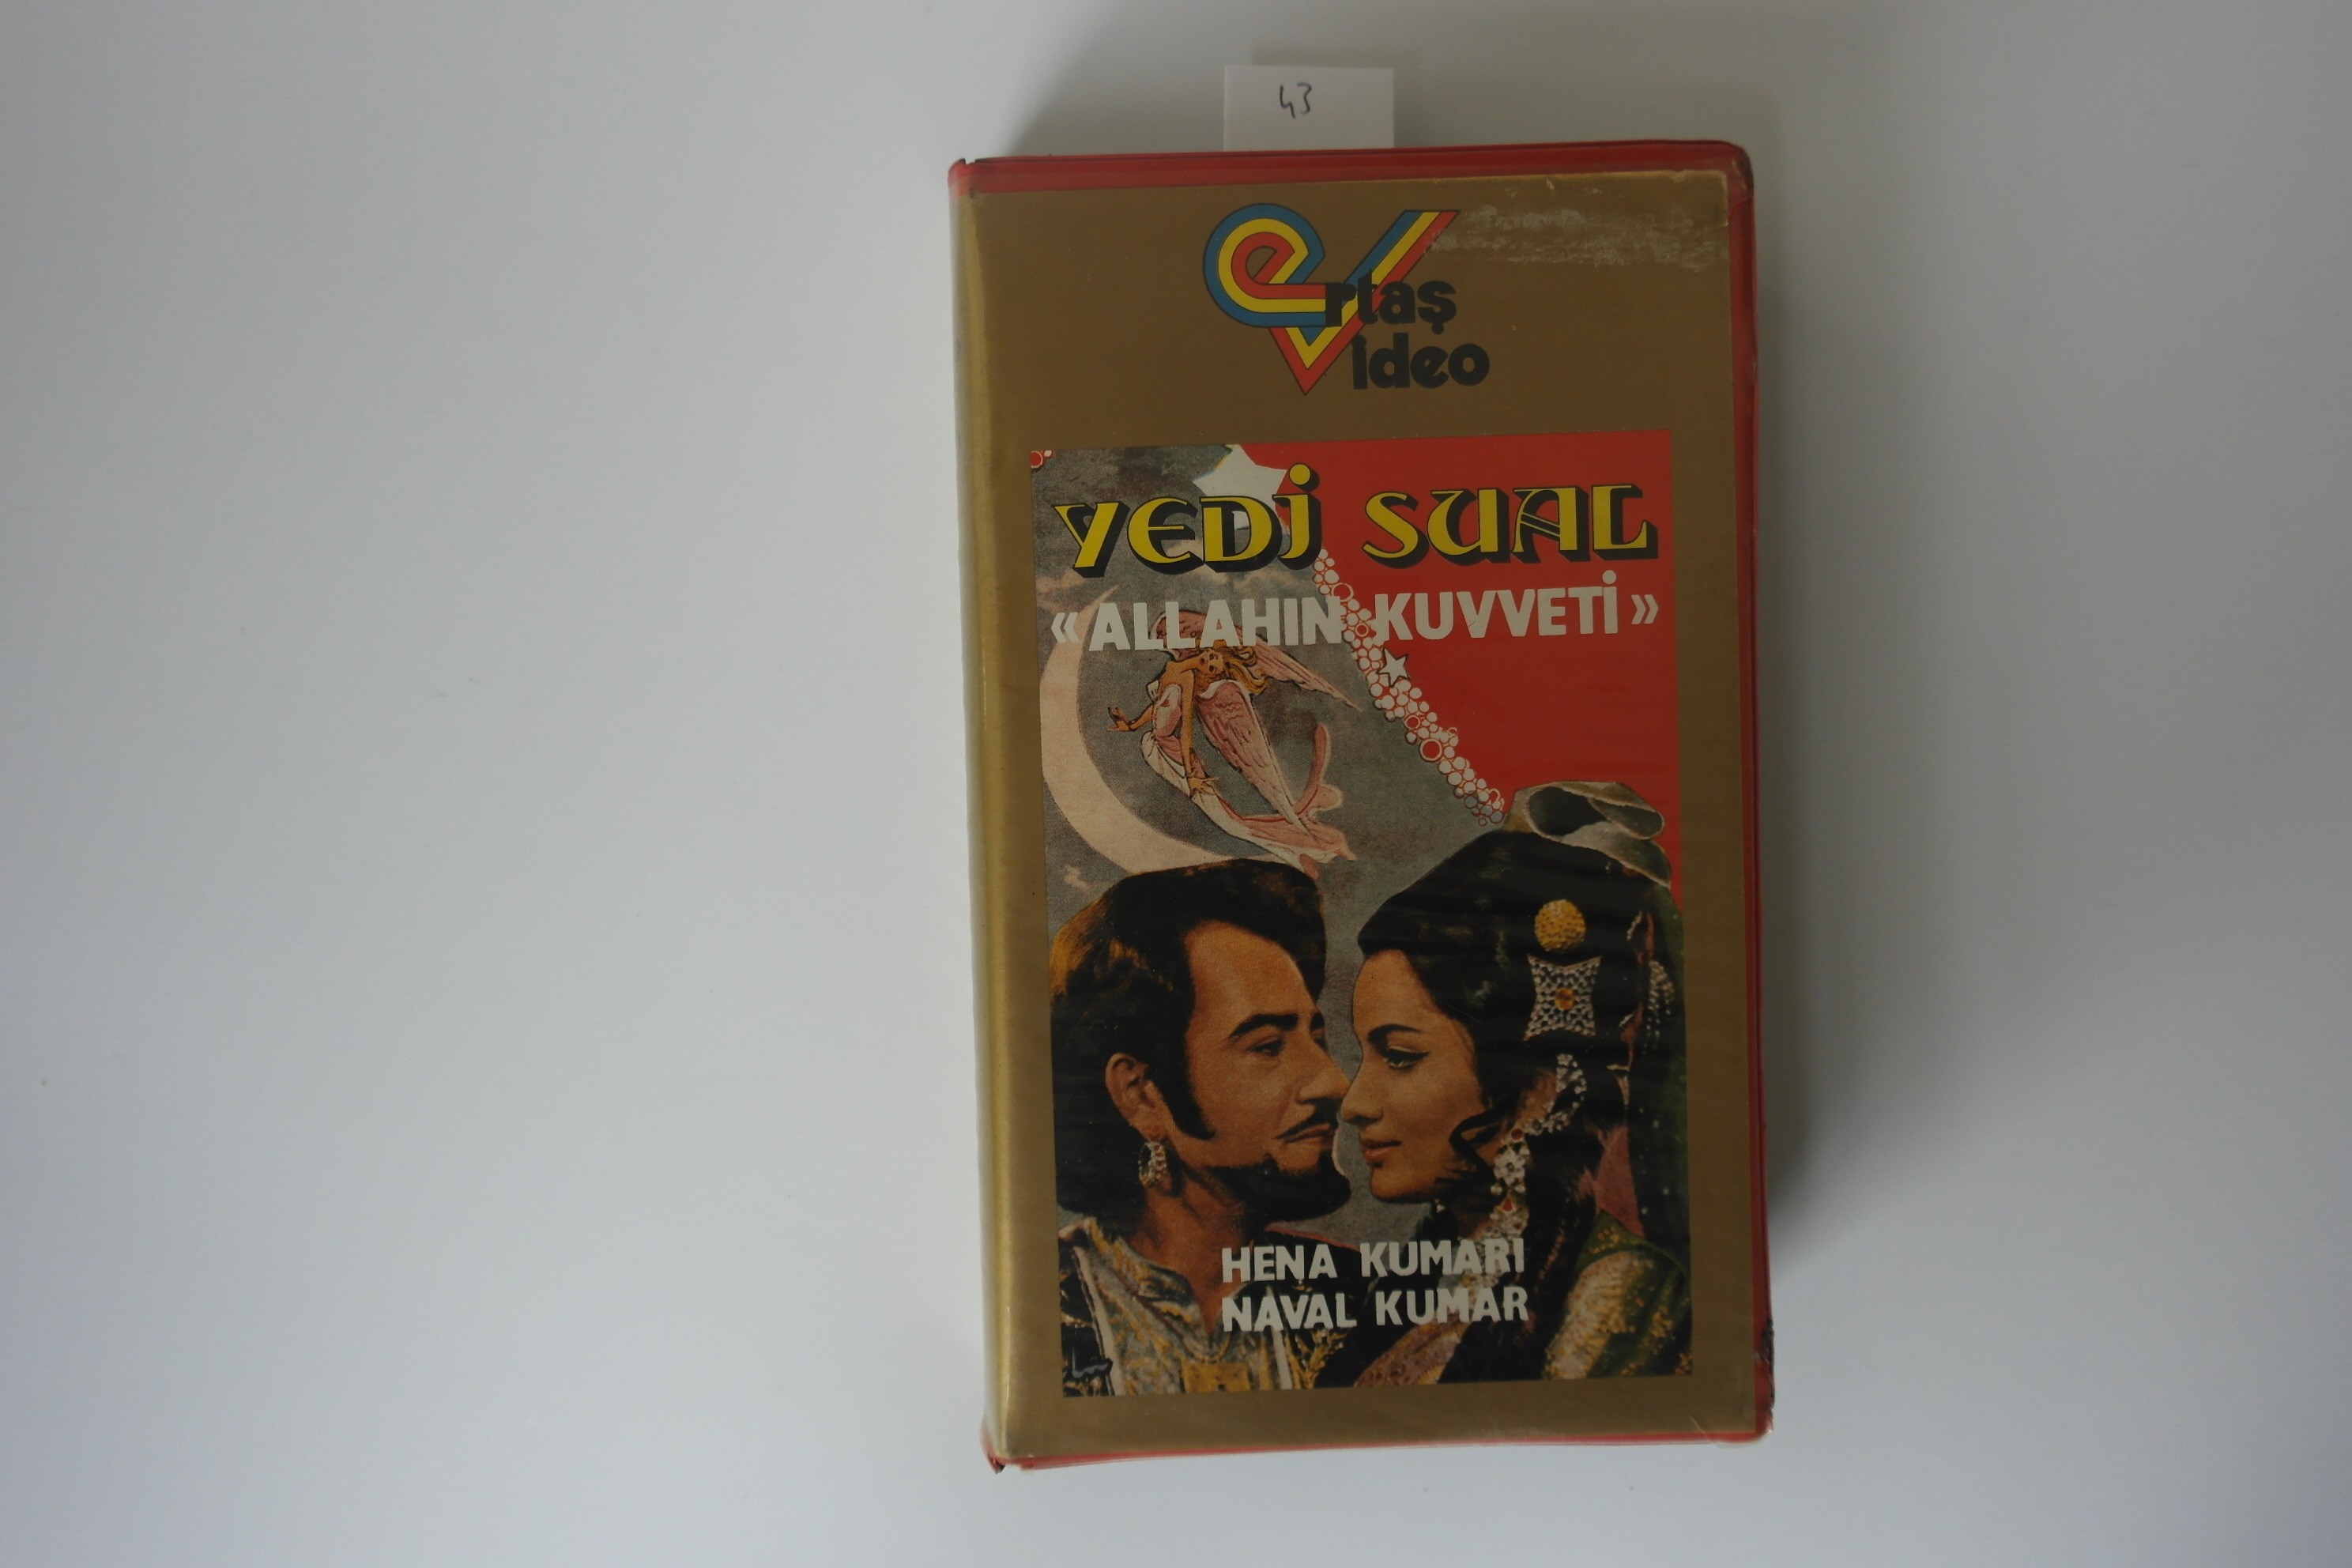 43
ertaş
Video
YEDİ SUAL
«ALLAHIN KUVVETİ»
HENA KUMARI
NAVAL KUMAR